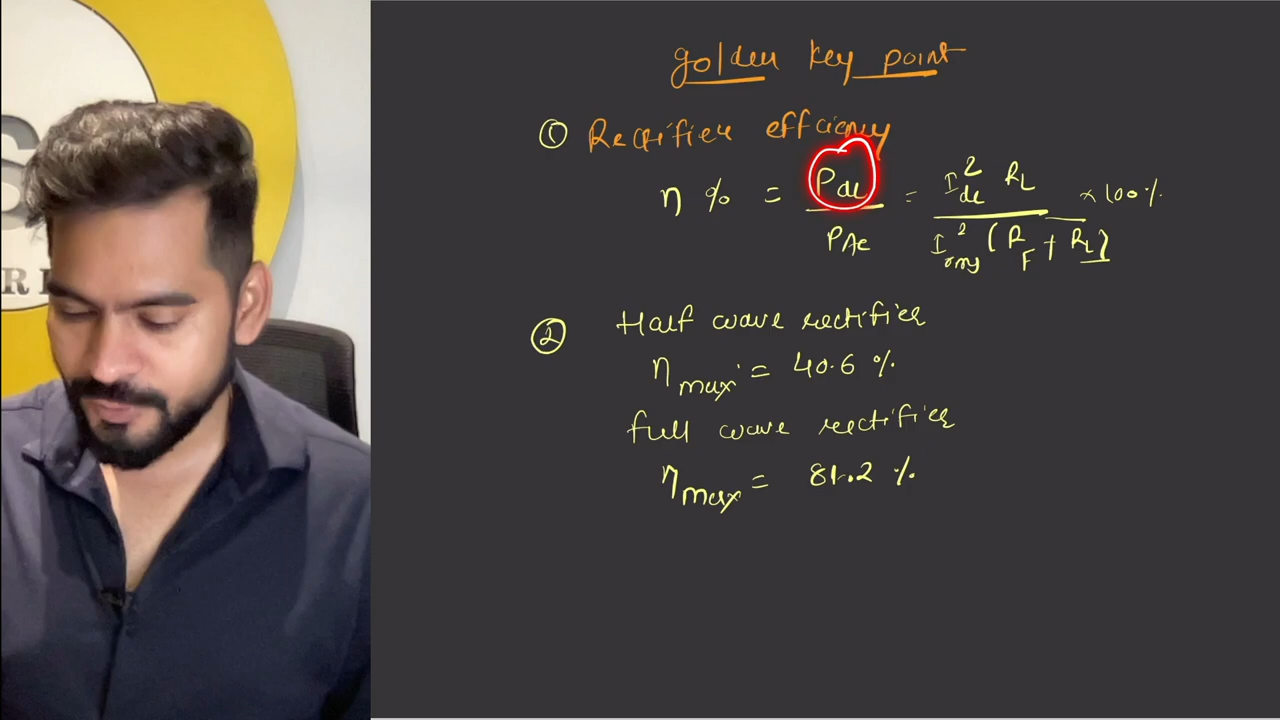 golden key point
① Rectifier efficiency
η % = Pdc / PAc = I²dc RL / I²rms (RF + RL) × 100 %
② Half wave rectifier
ηmax = 40.6 %
full wave rectifier
ηmax = 81.2 %